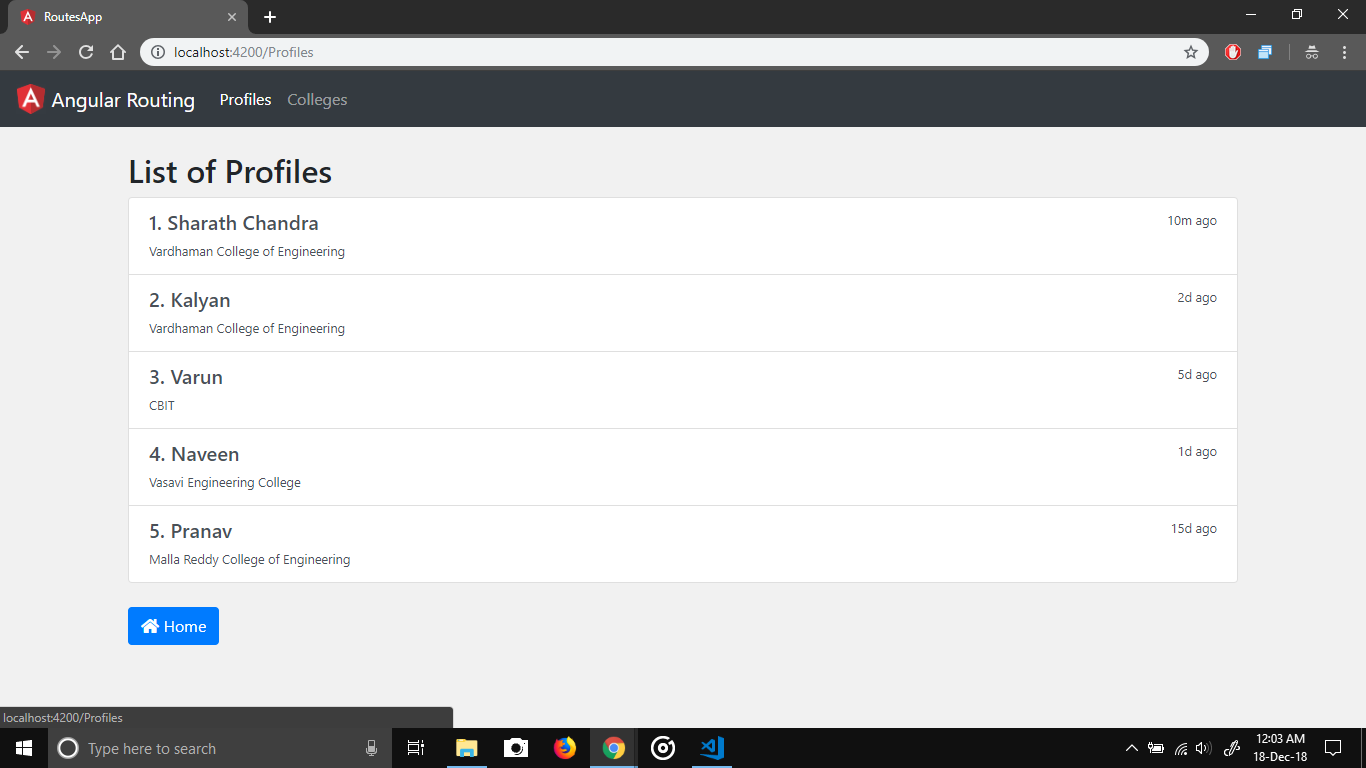 RoutesApp
localhost:4200/Profiles
Angular Routing Profiles Colleges
List of Profiles
1. Sharath Chandra 10m ago
Vardhaman College of Engineering
2. Kalyan 2d ago
Vardhaman College of Engineering
3. Varun 5d ago
CBIT
4. Naveen 1d ago
Vasavi Engineering College
5. Pranav 15d ago
Malla Reddy College of Engineering
Home
localhost:4200/Profiles
Type here to search
12:03 AM
18-Dec-18